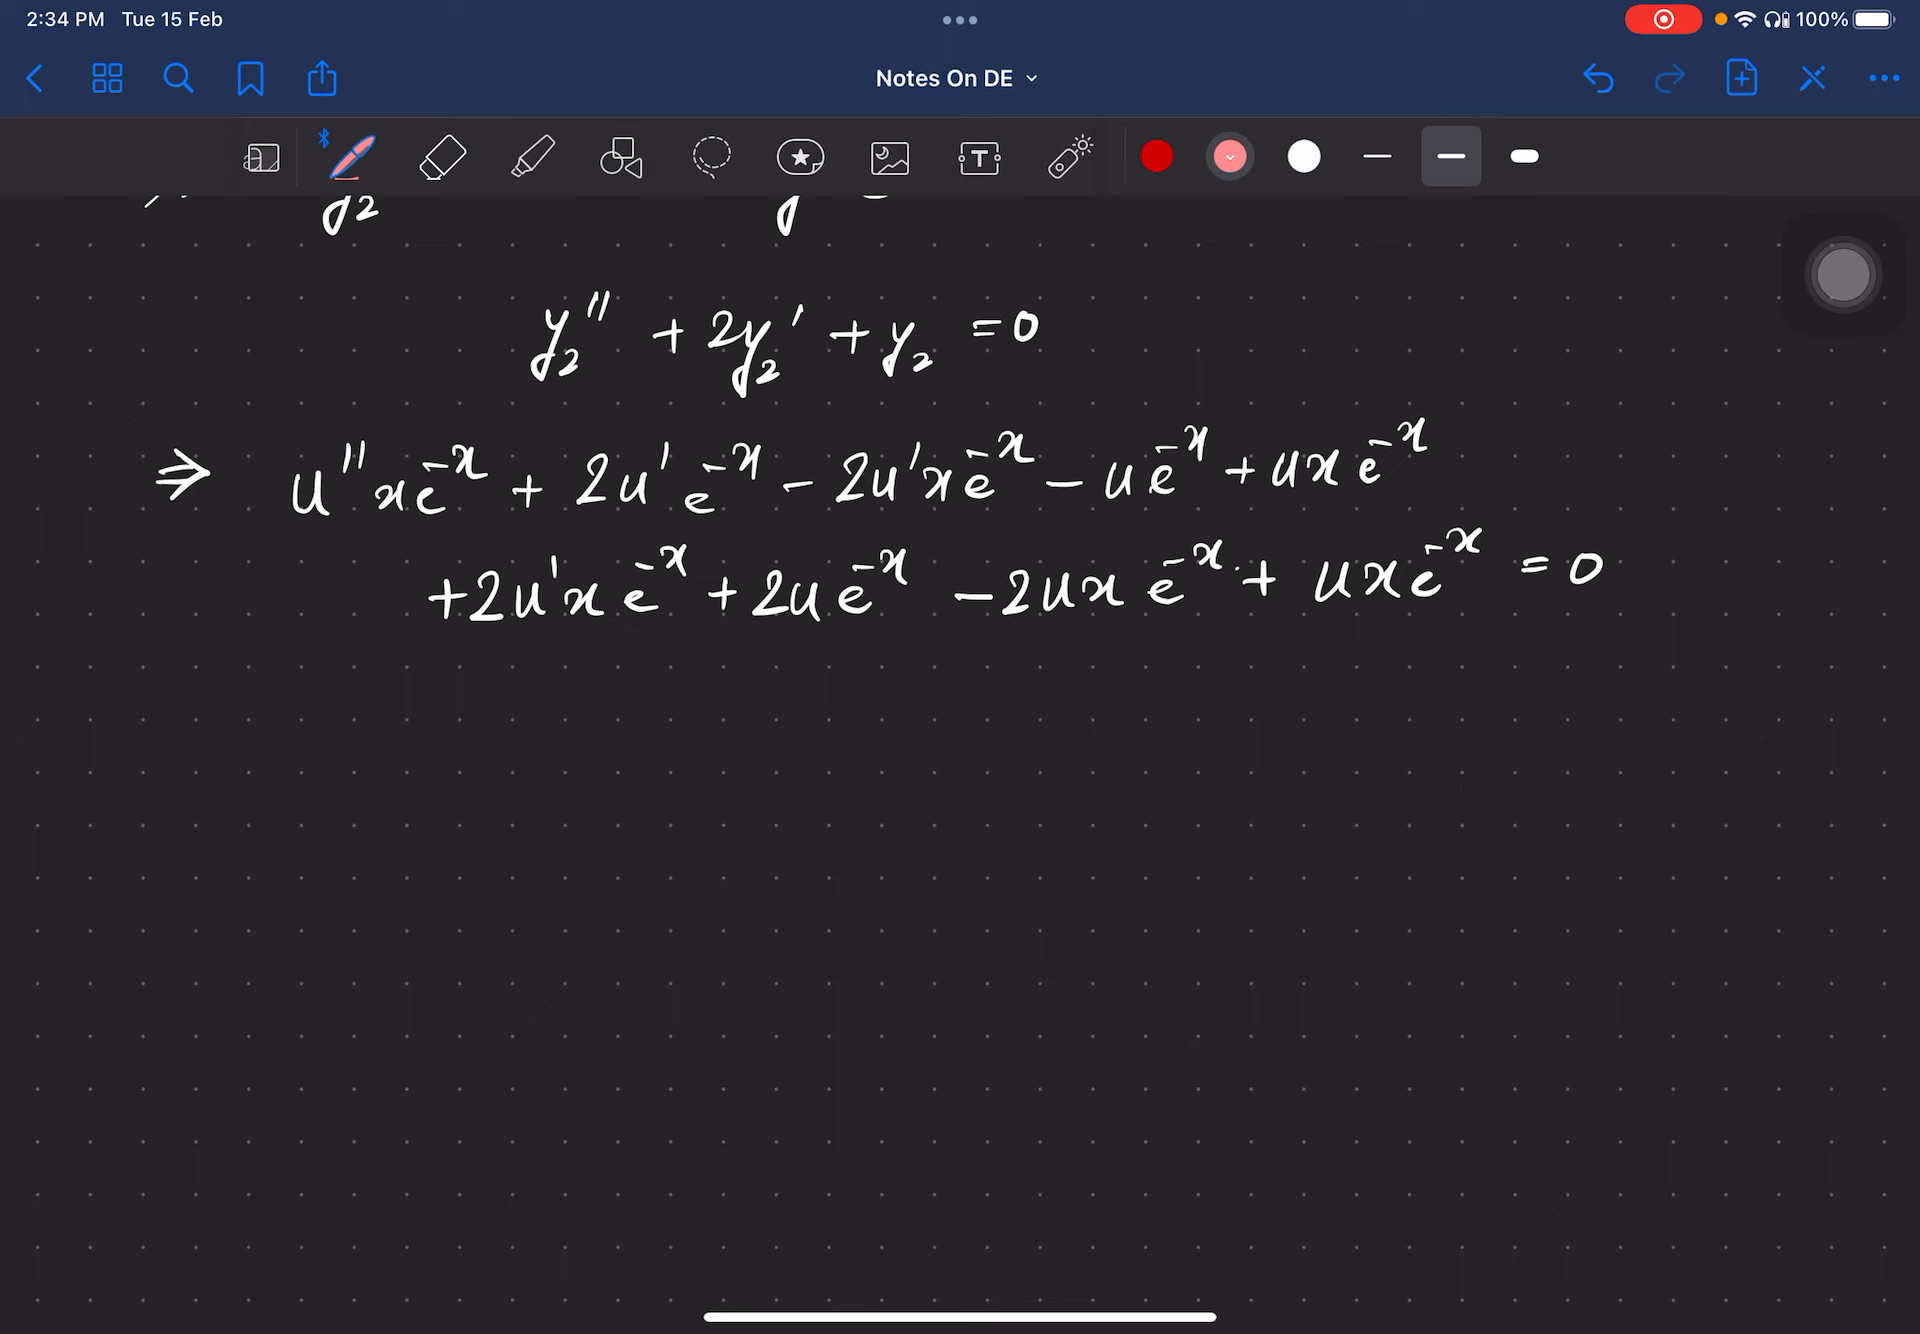 2:34 PM Tue 15 Feb 100%
Notes On DE
T
y₂ y
y₂'' + 2y₂' + y₂ = 0
⇒ u''xe⁻ˣ + 2u'e⁻ˣ - 2u'xe⁻ˣ - ue⁻ˣ + uxe⁻ˣ
+2u'xe⁻ˣ + 2ue⁻ˣ - 2uxe⁻ˣ + uxe⁻ˣ = 0